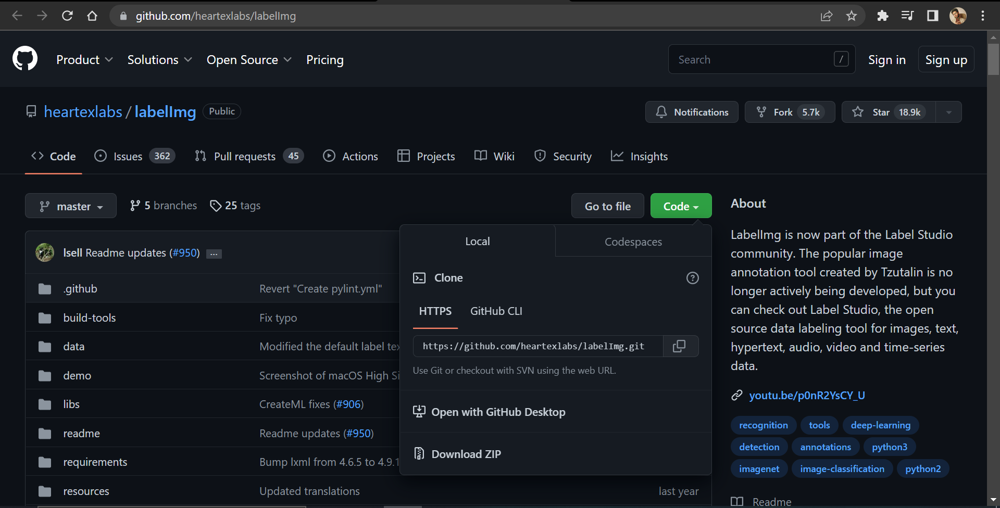 github.com/heartexlabs/labelImg
Product Solutions Open Source Pricing Search / Sign in Sign up
heartexlabs / labelImg Public Notifications Fork 5.7k Star 18.9k
Code Issues 362 Pull requests 45 Actions Projects Wiki Security Insights
master 5 branches 25 tags Go to file Code
lsell Readme updates (#950) ...
.github Revert "Create pylint.yml"
build-tools Fix typo
data Modified the default label tex
demo Screenshot of macOS High Si
libs CreateML fixes (#906)
readme Readme updates (#950)
requirements Bump lxml from 4.6.5 to 4.9.1
resources Updated translations last year
Local Codespaces
Clone
HTTPS GitHub CLI
https://github.com/heartexlabs/labelImg.git
Use Git or checkout with SVN using the web URL.
Open with GitHub Desktop
Download ZIP
About
LabelImg is now part of the Label Studio
community. The popular image
annotation tool created by Tzutalin is no
longer actively being developed, but you
can check out Label Studio, the open
source data labeling tool for images, text,
hypertext, audio, video and time-series
data.
youtu.be/p0nR2YsCY_U
recognition tools deep-learning
detection annotations python3
imagenet image-classification python2
Readme